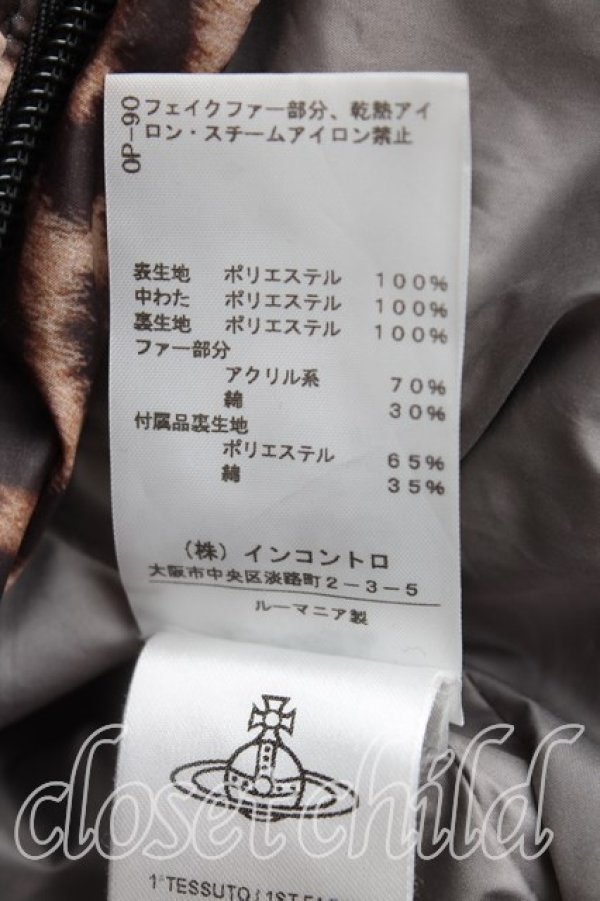 OP-90
フェイクファー部分、乾熱アイ
ロン・スチームアイロン禁止
表生地 ポリエステル 100%
中わた ポリエステル 100%
裏生地 ポリエステル 100%
ファー部分
アクリル系 70%
綿 30%
付属品裏生地
ポリエステル 65%
綿 35%
(株) インコントロ
大阪市中央区淡路町2-3-5
ルーマニア製
closet child
1°TESSUTO / 1ST